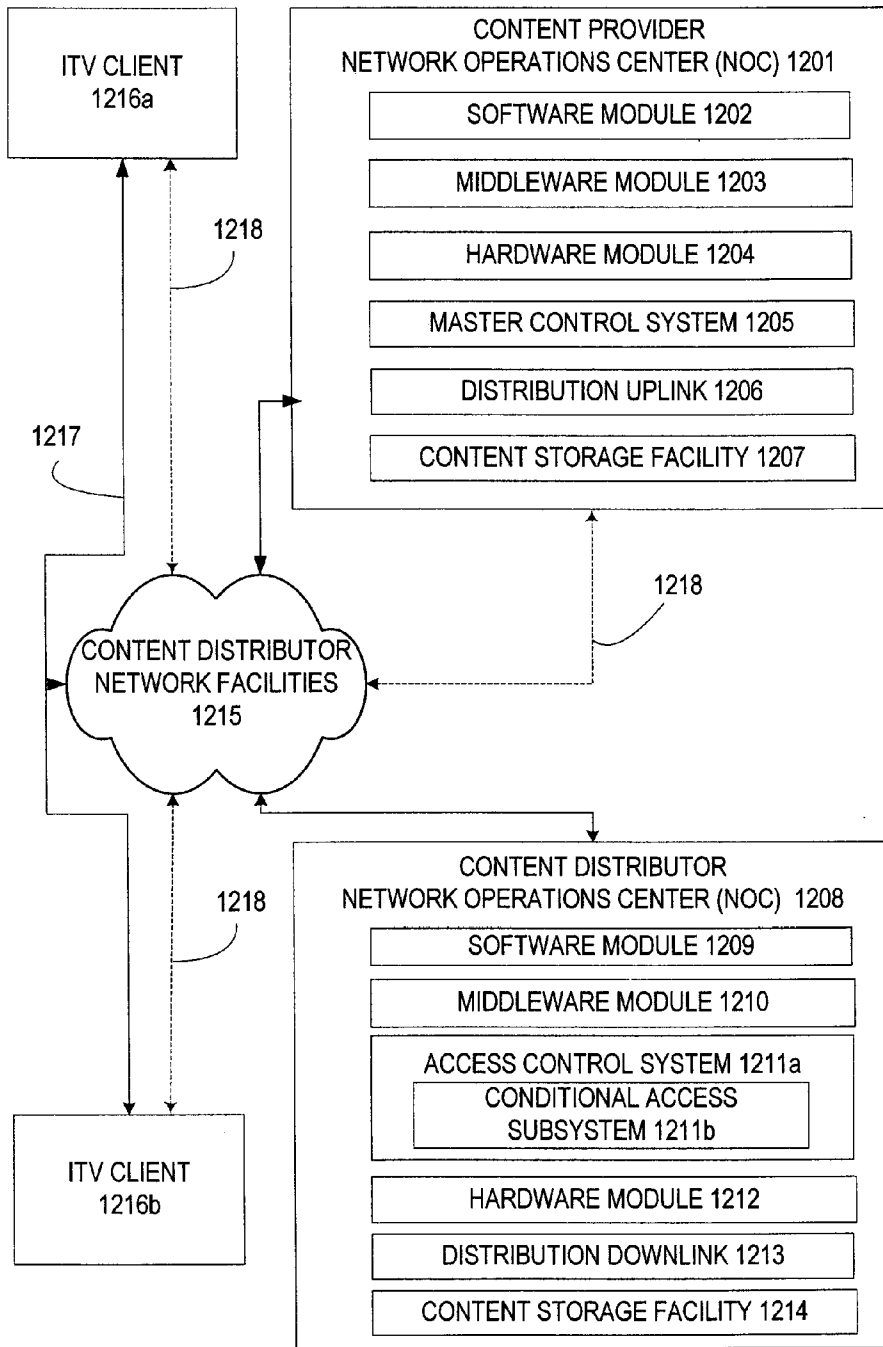 ITV CLIENT
1216a
CONTENT PROVIDER
NETWORK OPERATIONS CENTER (NOC) 1201
SOFTWARE MODULE 1202
MIDDLEWARE MODULE 1203
HARDWARE MODULE 1204
MASTER CONTROL SYSTEM 1205
DISTRIBUTION UPLINK 1206
CONTENT STORAGE FACILITY 1207
1218
1217
1218
CONTENT DISTRIBUTOR
NETWORK FACILITIES
1215
1218
CONTENT DISTRIBUTOR
NETWORK OPERATIONS CENTER (NOC) 1208
SOFTWARE MODULE 1209
MIDDLEWARE MODULE 1210
ACCESS CONTROL SYSTEM 1211a
CONDITIONAL ACCESS
SUBSYSTEM 1211b
HARDWARE MODULE 1212
DISTRIBUTION DOWNLINK 1213
CONTENT STORAGE FACILITY 1214
ITV CLIENT
1216b